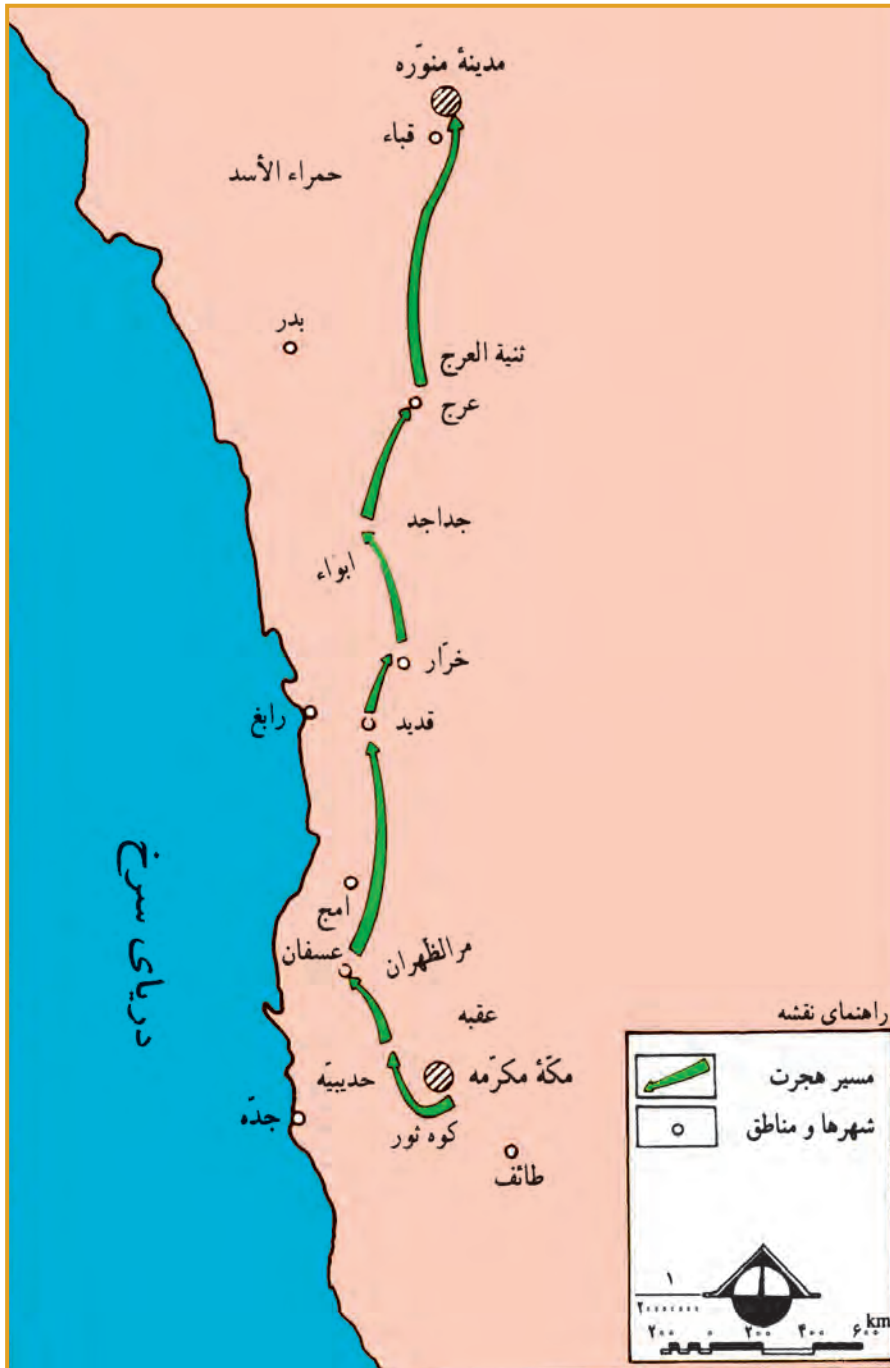 مدینهٔ منوّره
قباء
حمراء الأسد
بدر
ثنیة العرج
عرج
جداجد
ابواء
خرّار
رابغ
قدید
امج
مرالظهران
عسفان
دریای سرخ
عقبه
مکّهٔ مکرّمه
حدیبیّه
کوه ثور
جدّه
طائف
راهنمای نقشه
مسیر هجرت
شهرها و مناطق
۱
۲۰۰۰۰۰۰۰
km
۲۰۰ ۰ ۲۰۰ ۴۰۰ ۶۰۰